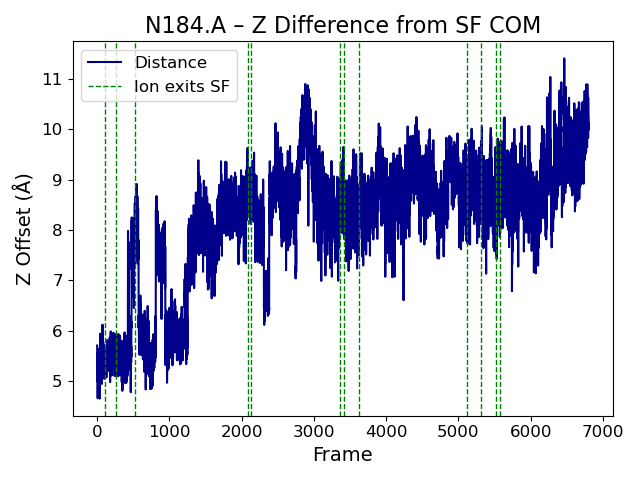 N184.A – Z Difference from SF COM
Distance
Ion exits SF
Z Offset (Å)
11
10
9
8
7
6
5
0 1000 2000 3000 4000 5000 6000 7000
Frame